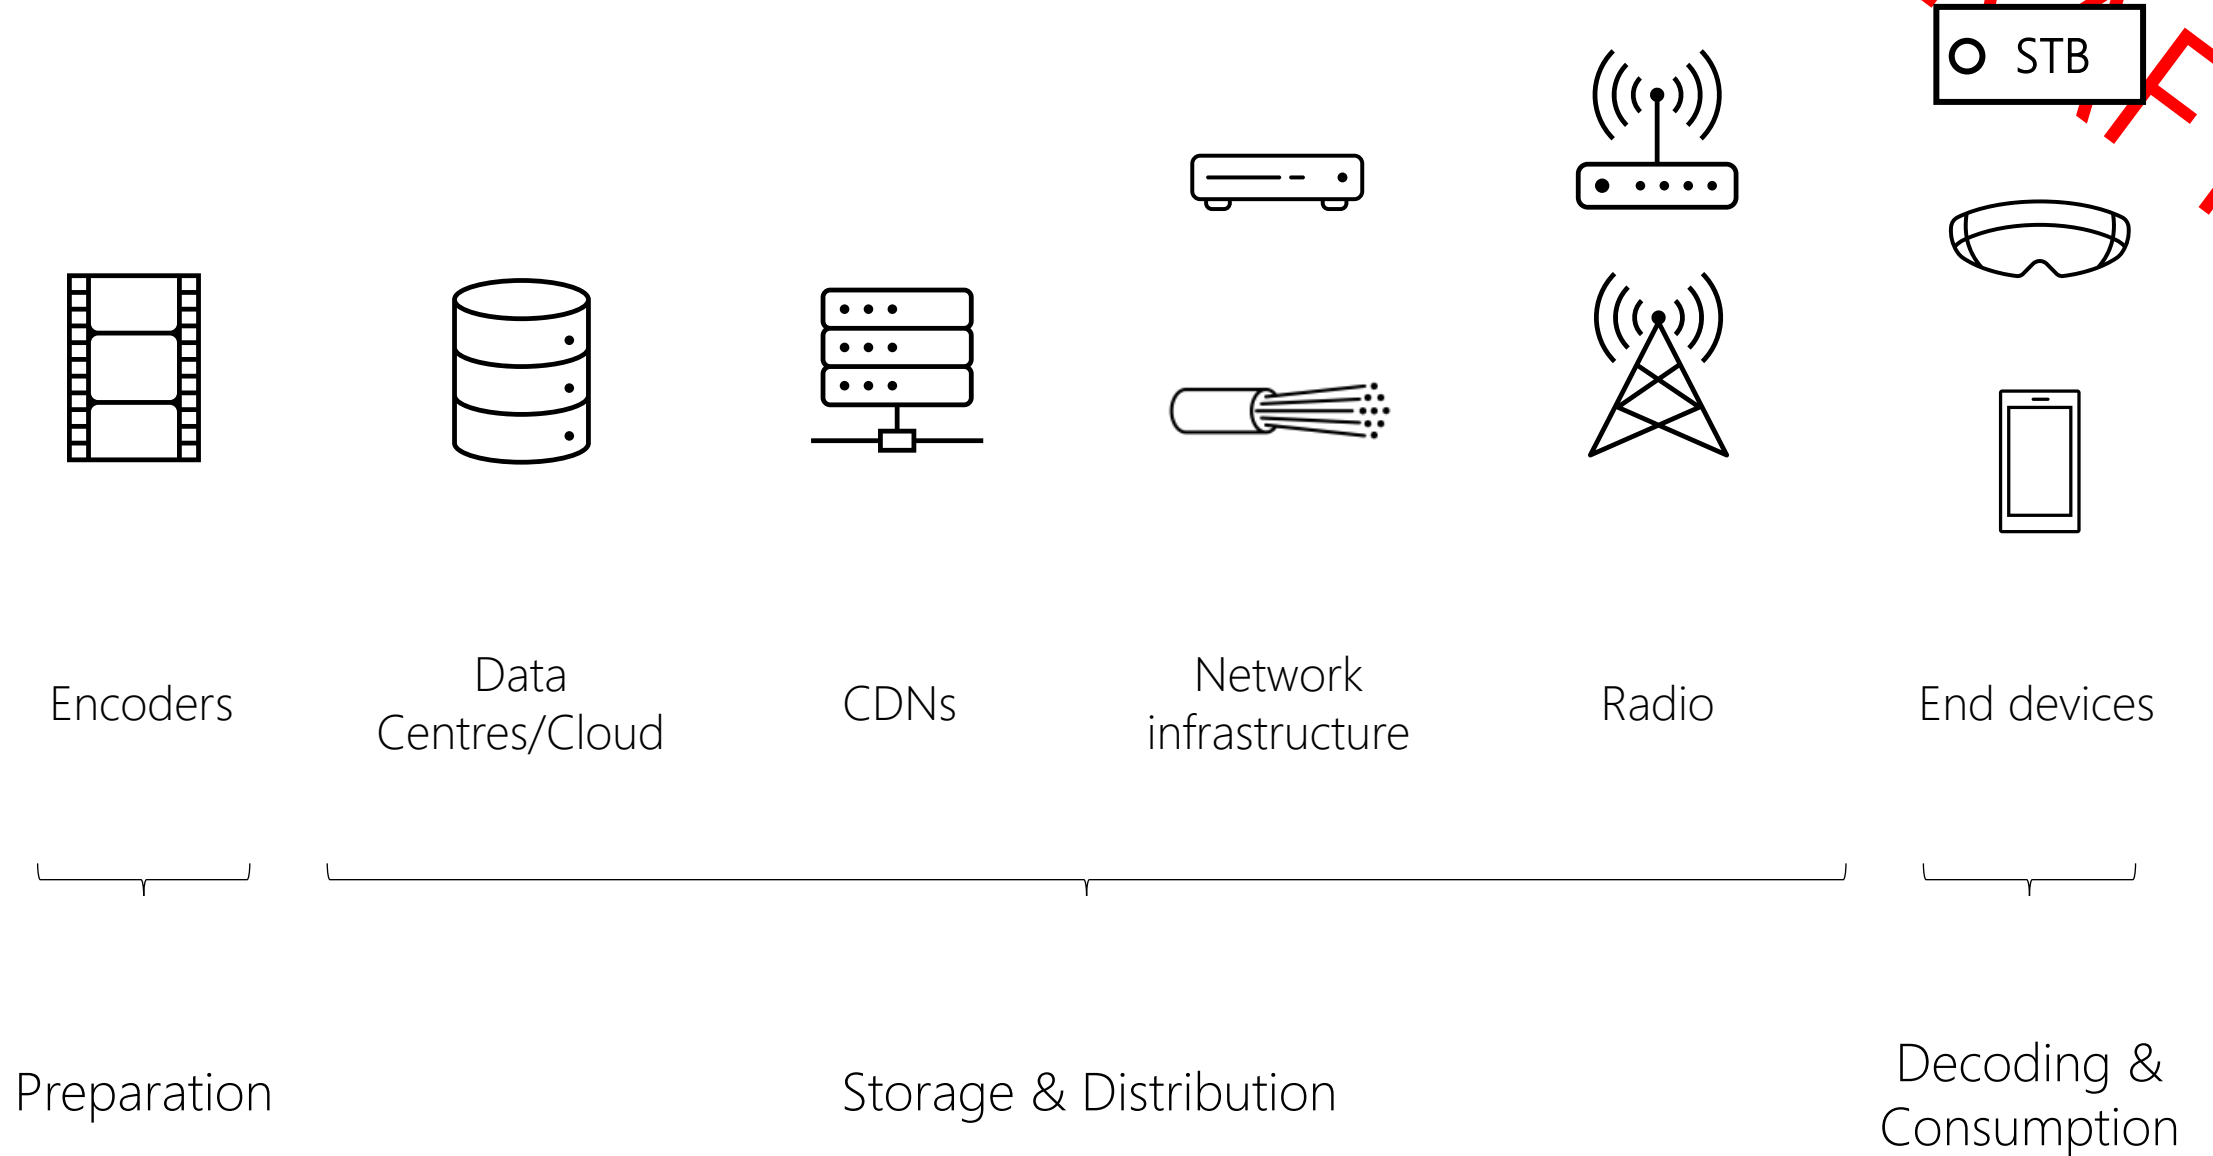 STB
Encoders
Data
Centres/Cloud
CDNs
Network
infrastructure
Radio
End devices
Preparation
Storage & Distribution
Decoding &
Consumption